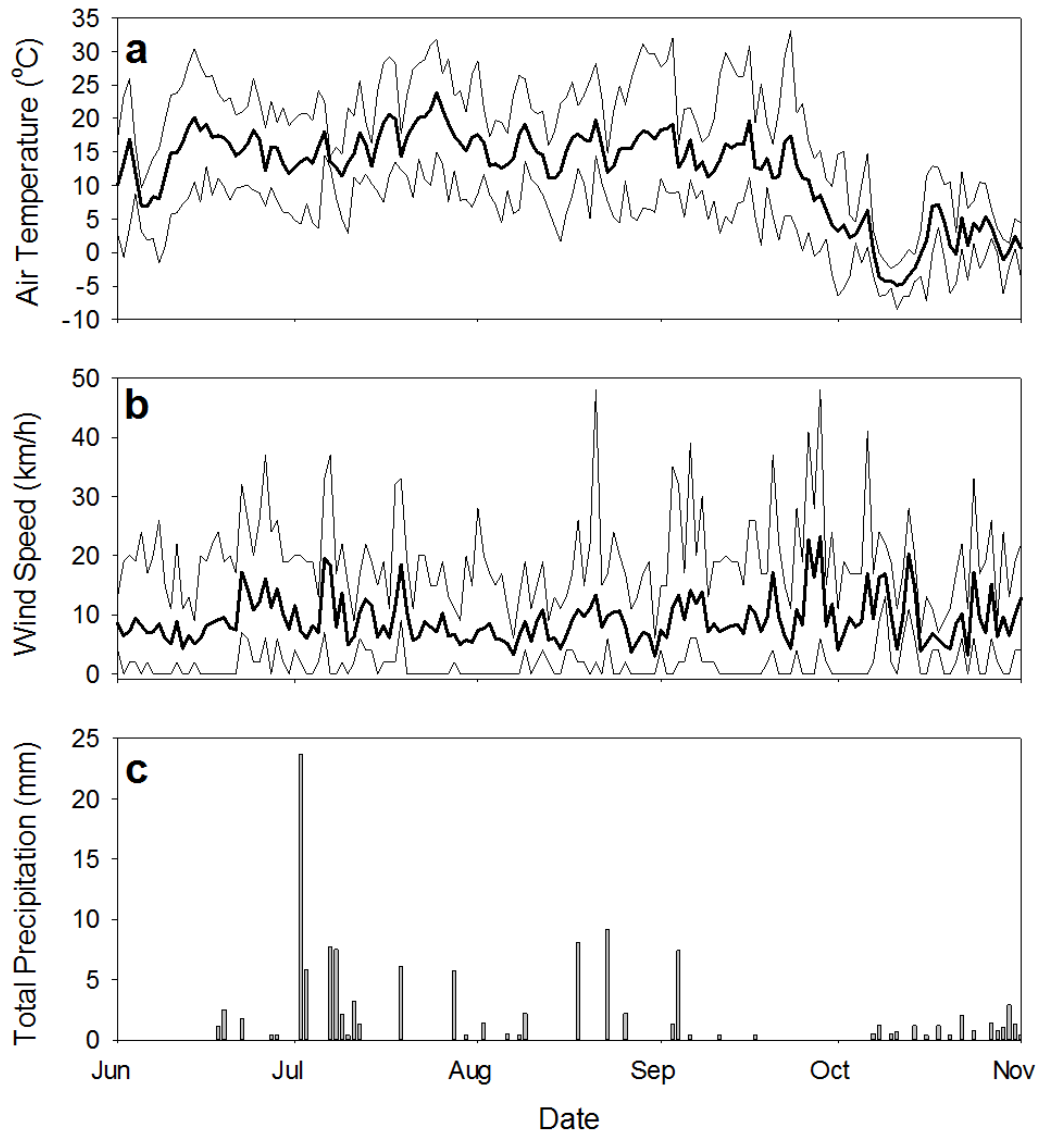 a
Air Temperature (⁰C)
35
30
25
20
15
10
5
0
-5
-10
b
Wind Speed (km/h)
50
40
30
20
10
0
c
Total Precipitation (mm)
25
20
15
10
5
0
Jun Jul Aug Sep Oct Nov
Date